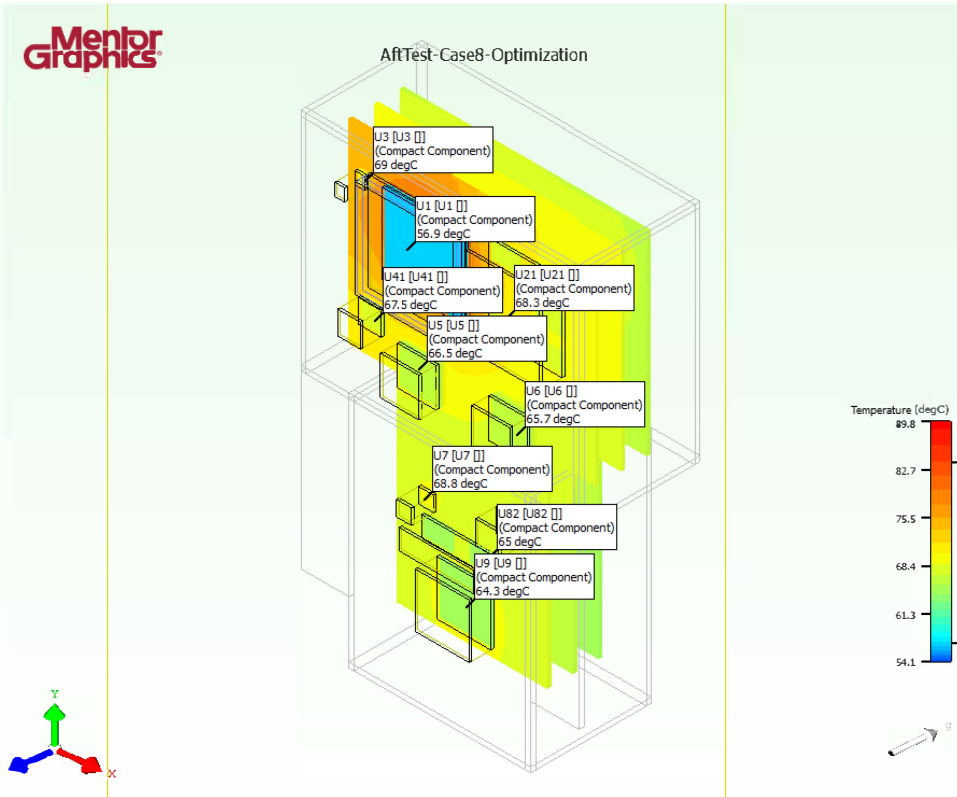 Mentor
Graphics®
AftTest-Case8-Optimization
U3 [U3 []]
(Compact Component)
69 degC
U1 [U1 []]
(Compact Component)
56.9 degC
U41 [U41 []]
(Compact Component)
67.5 degC
U21 [U21 []]
(Compact Component)
68.3 degC
U5 [U5 []]
(Compact Component)
66.5 degC
U6 [U6 []]
(Compact Component)
65.7 degC
U7 [U7 []]
(Compact Component)
68.8 degC
U82 [U82 []]
(Compact Component)
65 degC
U9 [U9 []]
(Compact Component)
64.3 degC
Temperature (degC)
89.8
82.7
75.5
68.4
61.3
54.1
Y
X
g